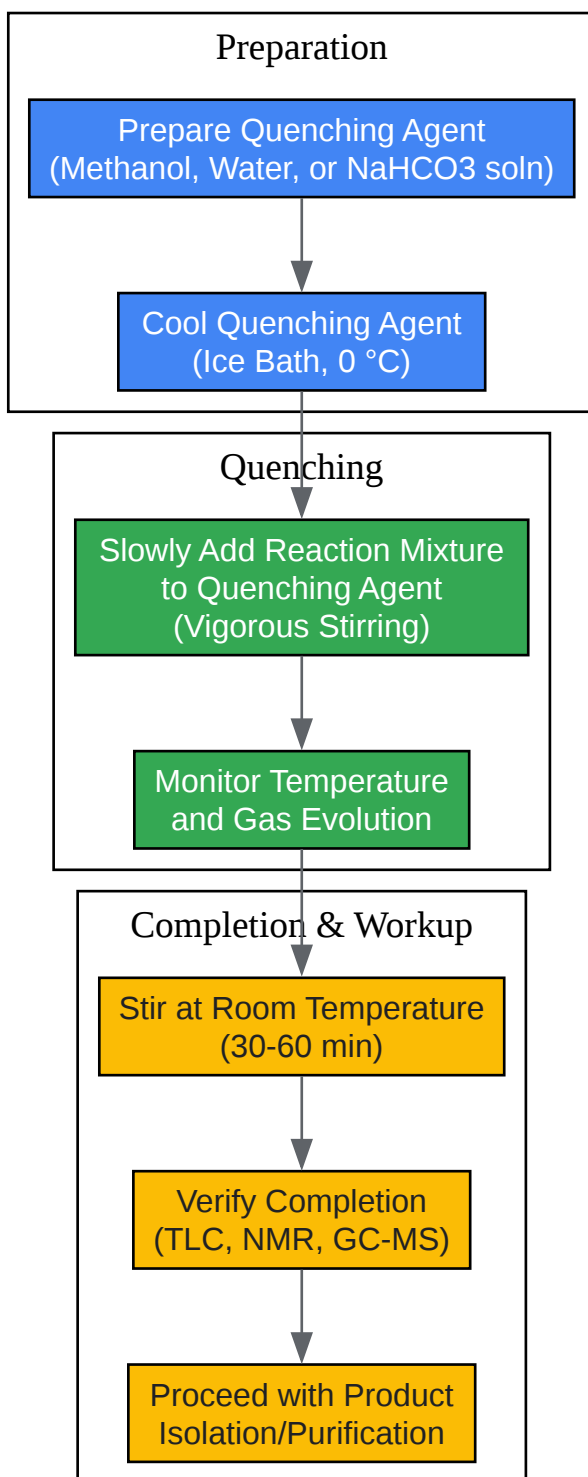 Preparation
Prepare Quenching Agent
(Methanol, Water, or NaHCO3 soln)
Cool Quenching Agent
(Ice Bath, 0 °C)
Quenching
Slowly Add Reaction Mixture
to Quenching Agent
(Vigorous Stirring)
Monitor Temperature
and Gas Evolution
Completion & Workup
Stir at Room Temperature
(30-60 min)
Verify Completion
(TLC, NMR, GC-MS)
Proceed with Product
Isolation/Purification